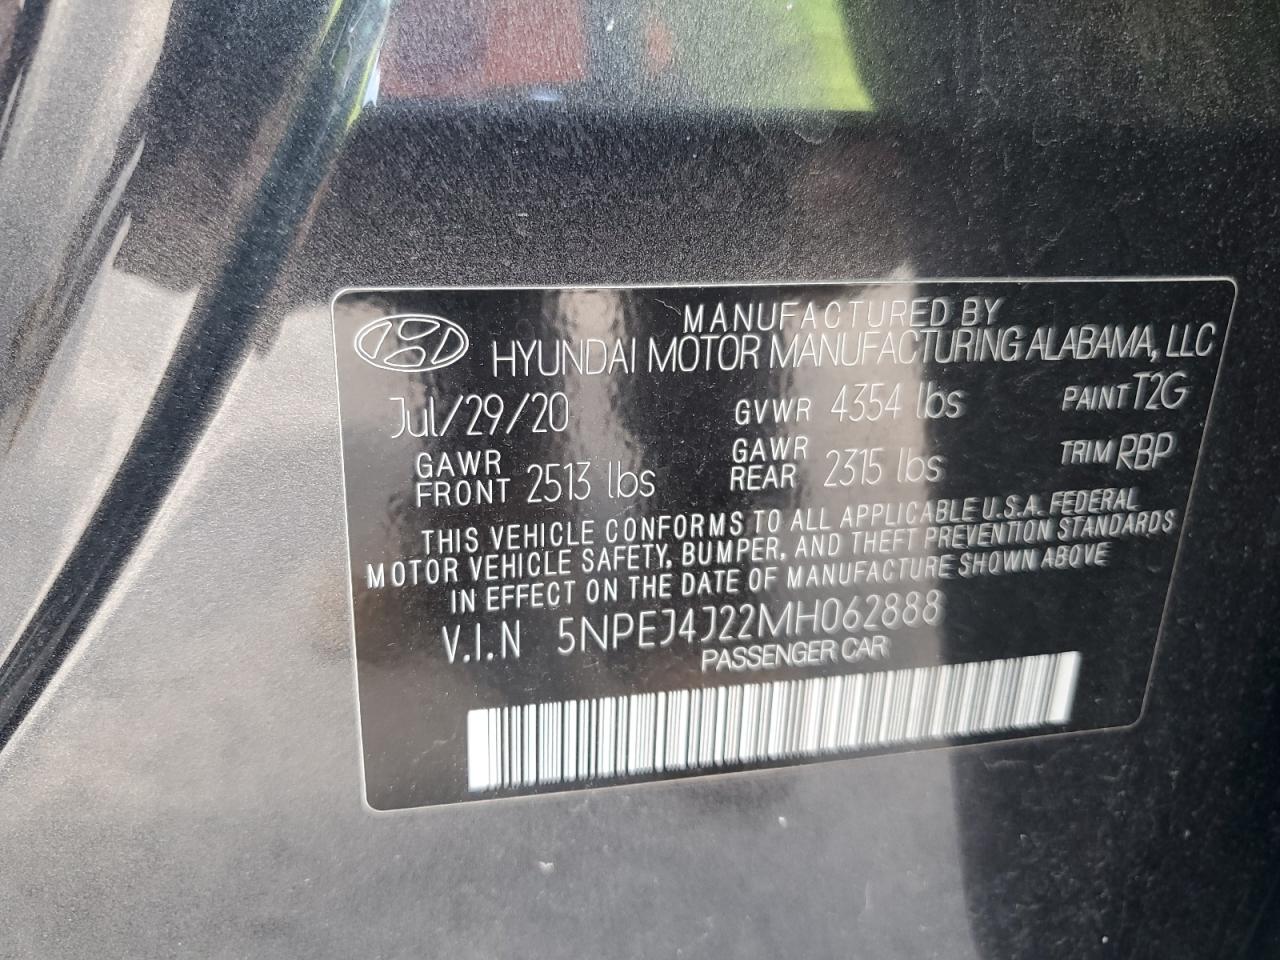 MANUFACTURED BY
HYUNDAI MOTOR MANUFACTURING ALABAMA, LLC
Jul/29/20 GVWR 4354 lbs PAINT T2G
GAWR FRONT 2513 lbs GAWR REAR 2315 lbs TRIM RBP
THIS VEHICLE CONFORMS TO ALL APPLICABLE U.S.A. FEDERAL
MOTOR VEHICLE SAFETY, BUMPER, AND THEFT PREVENTION STANDARDS
IN EFFECT ON THE DATE OF MANUFACTURE SHOWN ABOVE
V.I.N 5NPEJ4J22MH062888
PASSENGER CAR